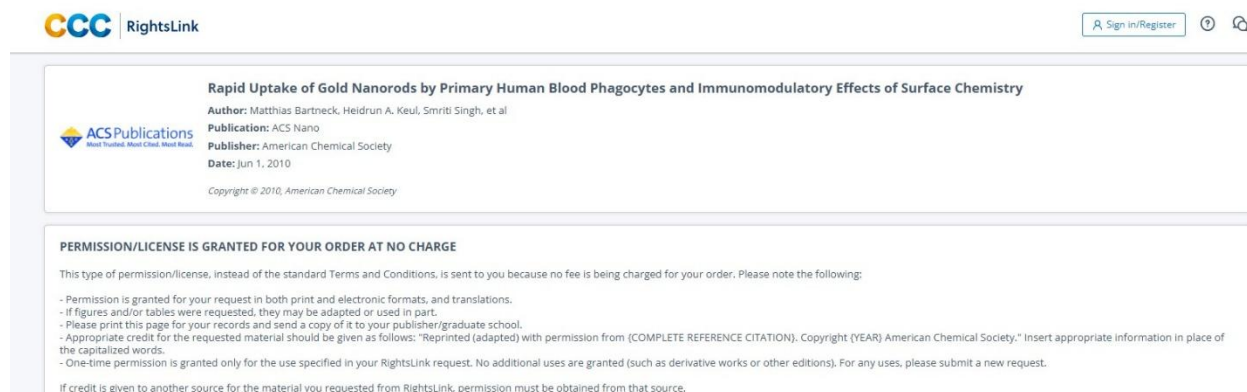 CCC RightsLink
Sign in/Register
Rapid Uptake of Gold Nanorods by Primary Human Blood Phagocytes and Immunomodulatory Effects of Surface Chemistry
Author: Matthias Bartneck, Heidrun A. Keul, Smriti Singh, et al
ACS Publications
Most Trusted. Most Cited. Most Read.
Publication: ACS Nano
Publisher: American Chemical Society
Date: Jun 1, 2010
Copyright © 2010, American Chemical Society
PERMISSION/LICENSE IS GRANTED FOR YOUR ORDER AT NO CHARGE
This type of permission/license, instead of the standard Terms and Conditions, is sent to you because no fee is being charged for your order. Please note the following:
- Permission is granted for your request in both print and electronic formats, and translations.
- If figures and/or tables were requested, they may be adapted or used in part.
- Please print this page for your records and send a copy of it to your publisher/graduate school.
- Appropriate credit for the requested material should be given as follows: "Reprinted (adapted) with permission from {COMPLETE REFERENCE CITATION}. Copyright {YEAR} American Chemical Society." Insert appropriate information in place of
the capitalized words.
- One-time permission is granted only for the use specified in your RightsLink request. No additional uses are granted (such as derivative works or other editions). For any uses, please submit a new request.
If credit is given to another source for the material you requested from RightsLink, permission must be obtained from that source.